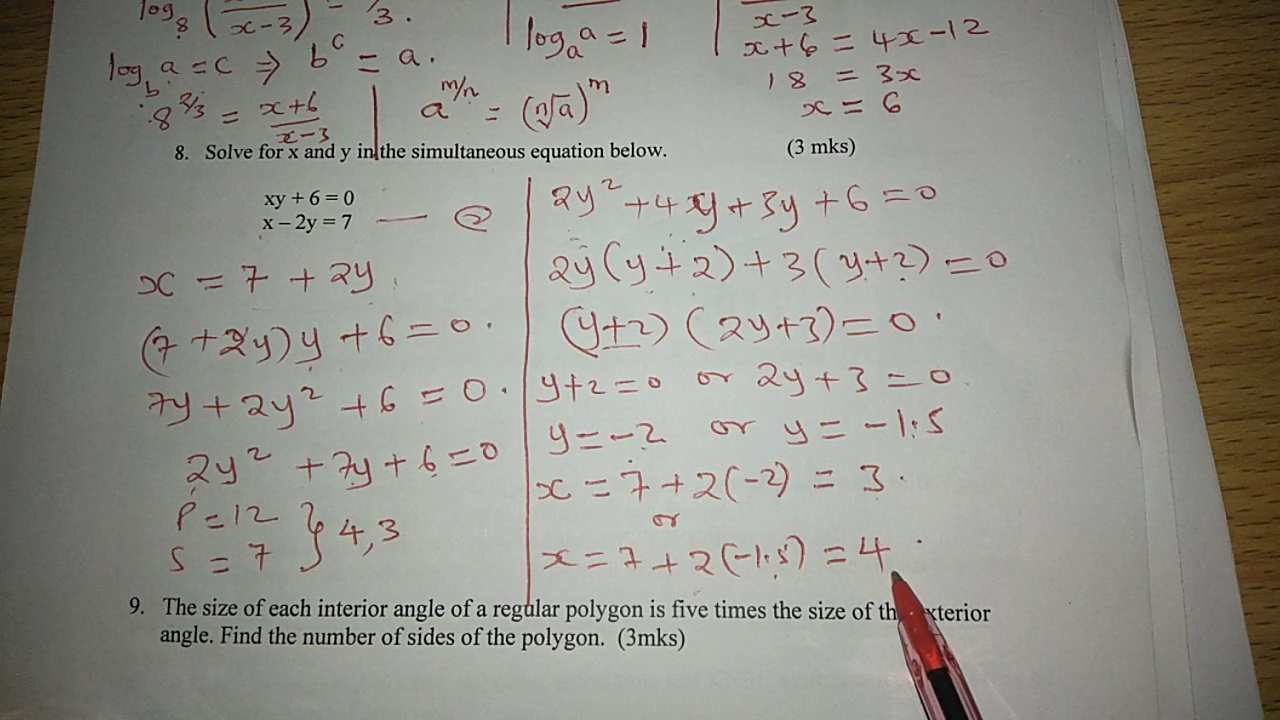 log₈ (‾/x-3) = ²/3.
log_b a = c ⇒ b^c = a.
8^2/3 = x+6/x-3
log_a a = 1
a^m/n = (ⁿ√a)^m
x-3
x+6 = 4x-12
18 = 3x
x = 6
8. Solve for x and y in the simultaneous equation below. (3 mks)
xy + 6 = 0
x – 2y = 7 — ②
x = 7 + 2y
(7 + 2y)y + 6 = 0.
7y + 2y² + 6 = 0.
2y² + 7y + 6 = 0
P = 12
S = 7 } 4,3
2y² + 4y + 3y + 6 = 0
2y(y+2) + 3(y+2) = 0
(y+2) (2y+3) = 0.
y+2=0 or 2y+3=0.
y=-2 or y = -1.5
x = 7+2(-2) = 3.
or
x = 7+2(-1.5) = 4
9. The size of each interior angle of a regular polygon is five times the size of exterior
angle. Find the number of sides of the polygon. (3mks)